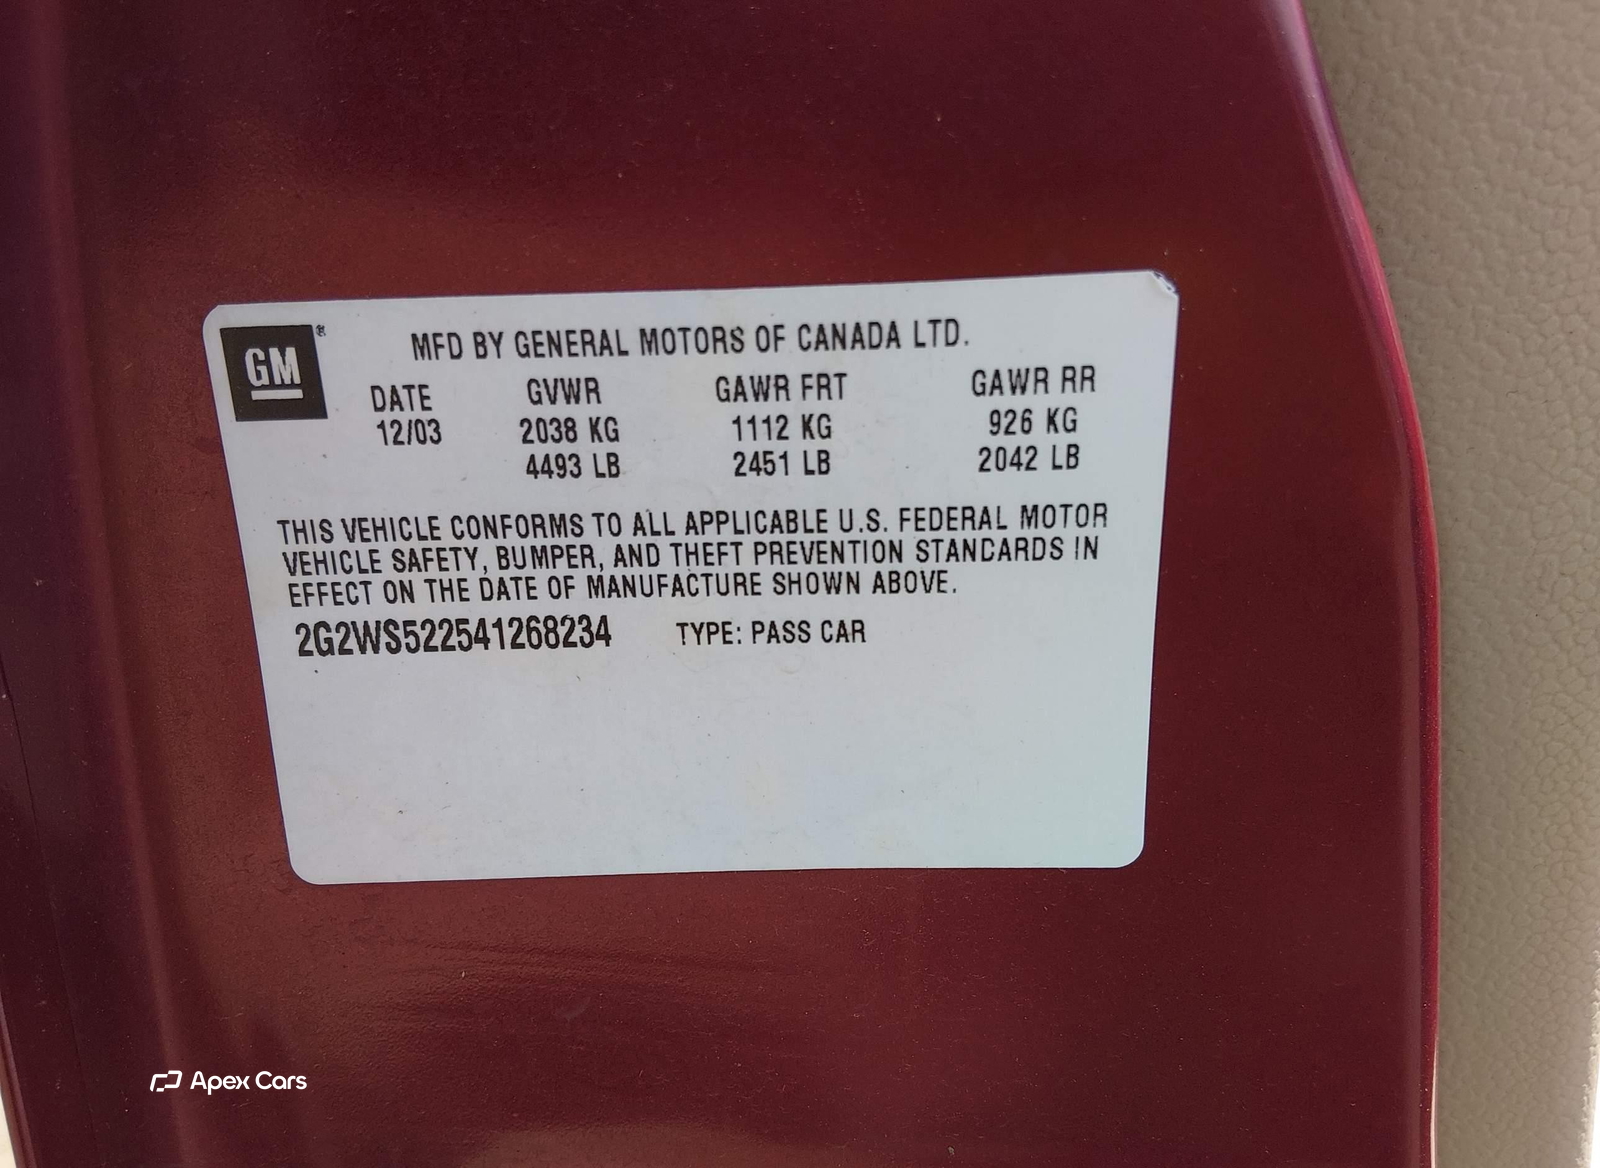 GM®
MFD BY GENERAL MOTORS OF CANADA LTD.
DATE GVWR GAWR FRT GAWR RR
12/03 2038 KG 1112 KG 926 KG
4493 LB 2451 LB 2042 LB
THIS VEHICLE CONFORMS TO ALL APPLICABLE U.S. FEDERAL MOTOR
VEHICLE SAFETY, BUMPER, AND THEFT PREVENTION STANDARDS IN
EFFECT ON THE DATE OF MANUFACTURE SHOWN ABOVE.
2G2WS522541268234 TYPE: PASS CAR
Apex Cars